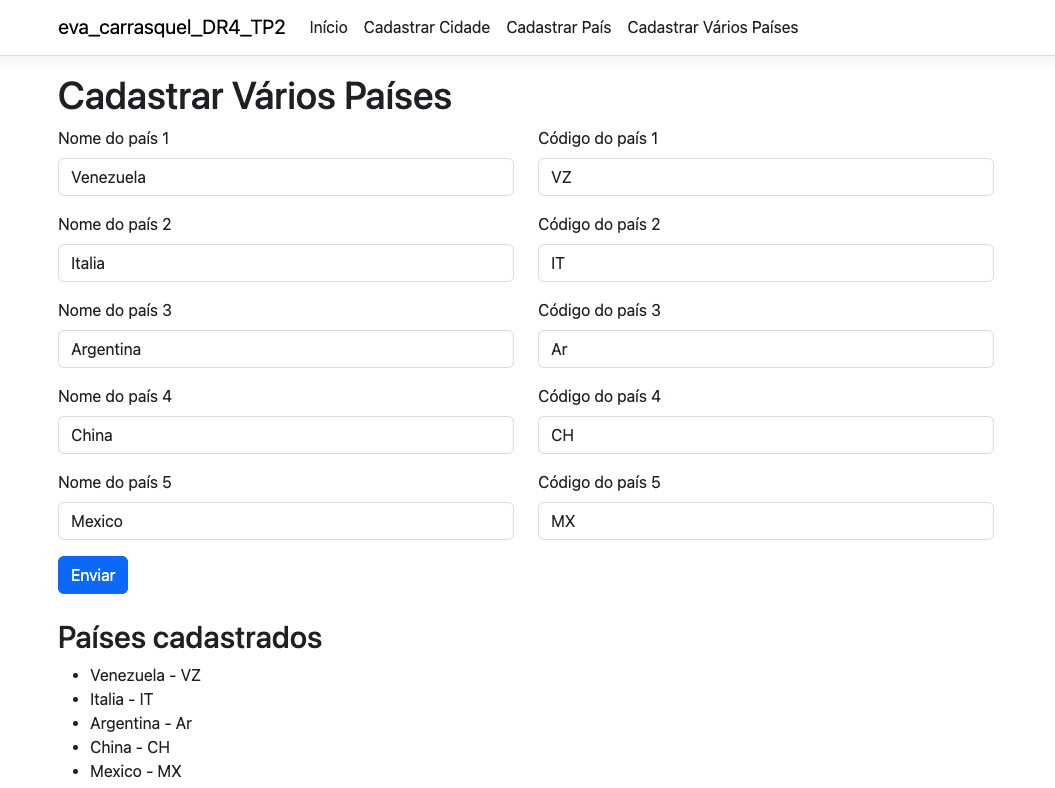 eva_carrasquel_DR4_TP2 Início Cadastrar Cidade Cadastrar País Cadastrar Vários Países
Cadastrar Vários Países
Nome do país 1 Código do país 1
Venezuela VZ
Nome do país 2 Código do país 2
Italia IT
Nome do país 3 Código do país 3
Argentina Ar
Nome do país 4 Código do país 4
China CH
Nome do país 5 Código do país 5
Mexico MX
Enviar
Países cadastrados
• Venezuela - VZ
• Italia - IT
• Argentina - Ar
• China - CH
• Mexico - MX